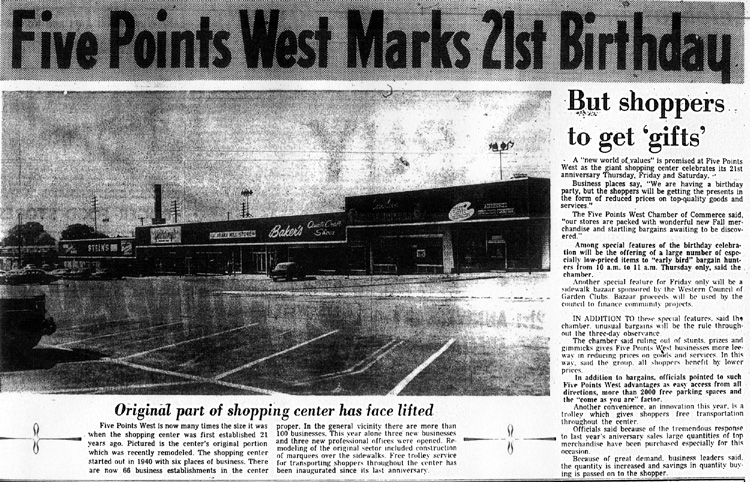 Five Points West Marks 21st Birthday
But shoppers
to get 'gifts'
A "new world of values" is promised at Five Points
West as the giant shopping center celebrates its 21st
anniversary Thursday, Friday and Saturday.
Business places say, "We are having a birthday
party, but the shoppers will be getting the presents in
the form of reduced prices on top-quality goods and
services."
The Five Points West Chamber of Commerce said,
"our stores are packed with wonderful new Fall mer-
chandise and startling bargains awaiting to be discov-
ered."
Among special features of the birthday celebra-
tion will be the offering of a large number of espe-
cially low-priced items to "early bird" bargain hunt-
ers from 10 a.m. to 11 a.m. Thursday only, said the
chamber.
Another special feature for Friday only will be a
sidewalk bazaar sponsored by the Western Council of
Garden Clubs. Bazaar proceeds will be used by the
council to finance community projects.
IN ADDITION TO these special features, said the
chamber, unusual bargains will be the rule through-
out the three-day observance.
The chamber said ruling out of stunts, prizes and
gimmicks gives Five Points West businesses more lee-
way in reducing prices on goods and services. In this
way, said the group, all shoppers benefit by lower
prices.
In addition to bargains, officials pointed to such
Five Points West advantages as easy access from all
directions, more than 2000 free parking spaces and
the "come as you are" factor.
Another convenience, an innovation this year, is a
trolley which gives shoppers free transportation
throughout the center.
Officials said because of the tremendous response
to last year's aniversary sales large quantities of top
merchandise have been purchased especially for this
occasion.
Because of great demand, business leaders said,
the quantity is increased and savings in quantity buy-
ing is passed on to the shopper.
STEEL'S
Baker's
Qualicraft
Shoes
Original part of shopping center has face lifted
Five Points West is now many times the size it was
when the shopping center was first established 21
years ago. Pictured is the center's original portion
which was recently remodeled. The shopping center
started out in 1940 with six places of business. There
are now 66 business establishments in the center
proper. In the general vicinity there are more than
100 businesses. This year alone three new businesses
and three new professional offices were opened. Re-
modeling of the original sector included construction
of marquees over the sidewalks. Free trolley service
for transporting shoppers throughout the center has
been inaugurated since its last anniversary.